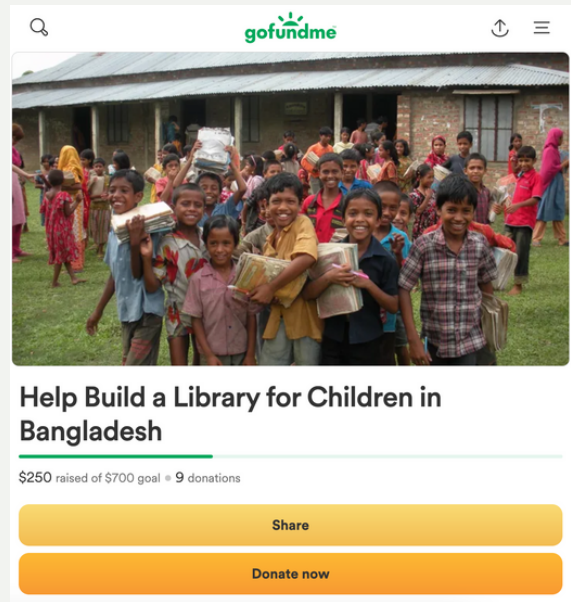 gofundme
Help Build a Library for Children in
Bangladesh
$250 raised of $700 goal • 9 donations
Share
Donate now